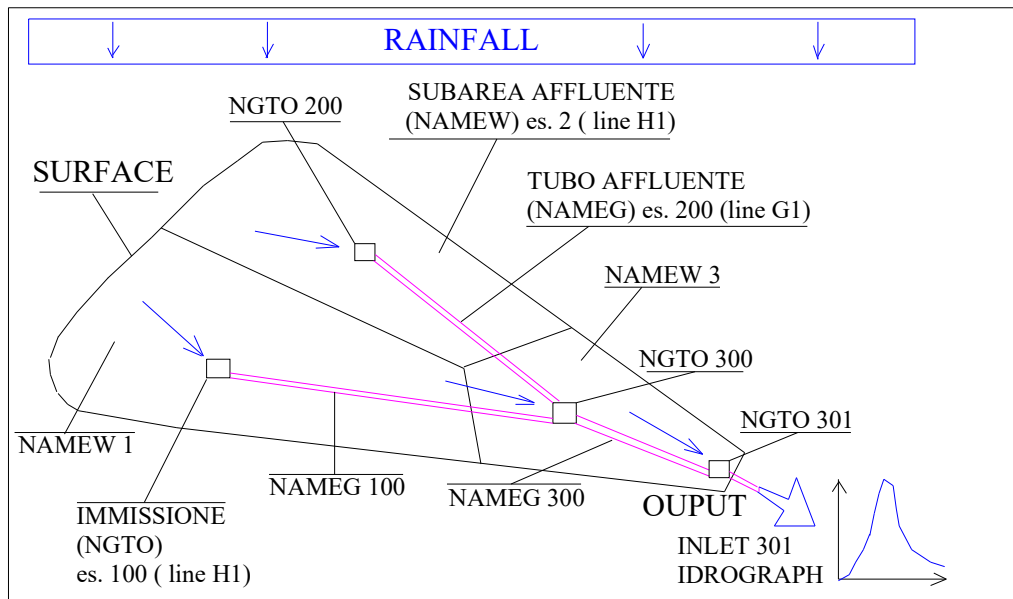 RAINFALL
SUBAREA AFFLUENTE
(NAMEW) es. 2 ( line H1)
NGTO 200
SURFACE
TUBO AFFLUENTE
(NAMEG) es. 200 (line G1)
NAMEW 3
NGTO 300
NGTO 301
NAMEW 1
NAMEG 100
NAMEG 300
OUPUT
IMMISSIONE
(NGTO)
es. 100 ( line H1)
INLET 301
IDROGRAPH